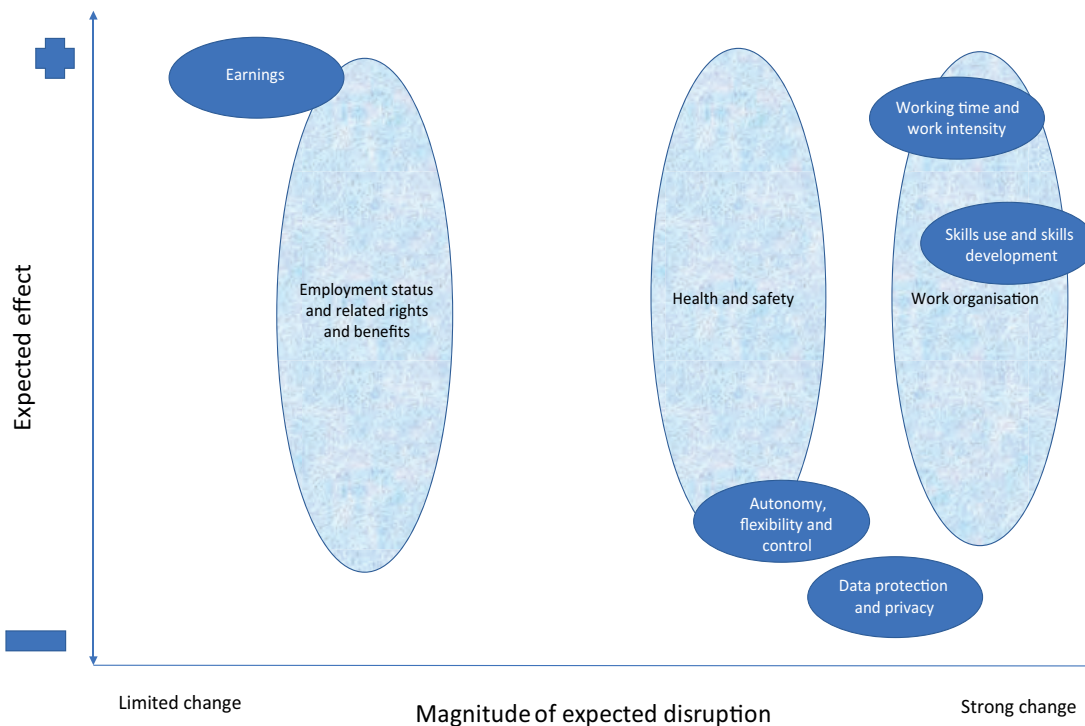 Expected effect
Earnings
Working time and
work intensity
Skills use and skills
development
Employment status
and related rights
and benefits
Health and safety
Work organisation
Autonomy,
flexibility and
control
Data protection
and privacy
Limited change
Magnitude of expected disruption
Strong change